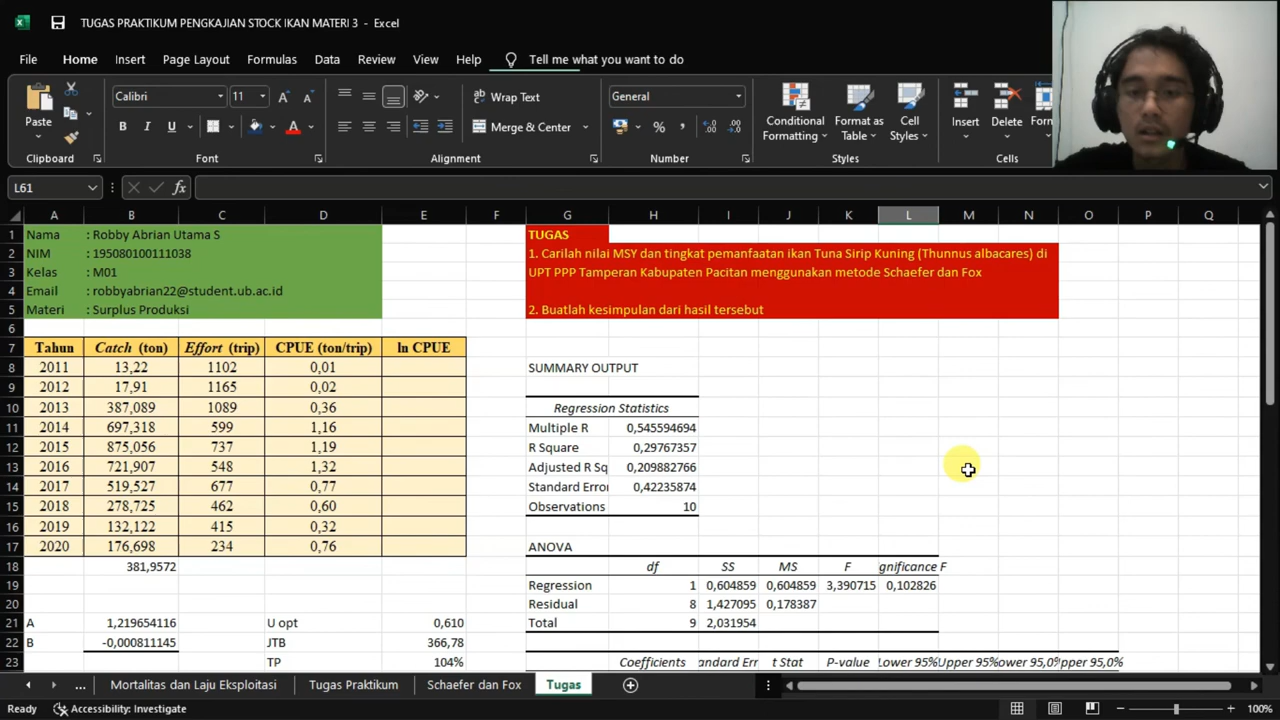 TUGAS PRAKTIKUM PENGKAJIAN STOCK IKAN MATERI 3 - Excel
File Home Insert Page Layout Formulas Data Review View Help Tell me what you want to do
Paste Calibri 11 Wrap Text General Conditional Formatting Format as Table Cell Styles Insert Delete Form
B I U Merge & Center
Clipboard Font Alignment Number Styles Cells
L61
A B C D E F G H I J K L M N O P Q
1 Nama : Robby Abrian Utama S TUGAS
2 NIM : 195080100111038 1. Carilah nilai MSY dan tingkat pemanfaatan ikan Tuna Sirip Kuning (Thunnus albacares) di
3 Kelas : M01 UPT PPP Tamperan Kabupaten Pacitan menggunakan metode Schaefer dan Fox
4 Email : robbyabrian22@student.ub.ac.id
5 Materi : Surplus Produksi 2. Buatlah kesimpulan dari hasil tersebut
6
7 Tahun Catch (ton) Effort (trip) CPUE (ton/trip) ln CPUE
8 2011 13,22 1102 0,01 SUMMARY OUTPUT
9 2012 17,91 1165 0,02
10 2013 387,089 1089 0,36 Regression Statistics
11 2014 697,318 599 1,16 Multiple R 0,545594694
12 2015 875,056 737 1,19 R Square 0,29767357
13 2016 721,907 548 1,32 Adjusted R Sq 0,209882766
14 2017 519,527 677 0,77 Standard Error 0,42235874
15 2018 278,725 462 0,60 Observations 10
16 2019 132,122 415 0,32
17 2020 176,698 234 0,76 ANOVA
18 381,9572 df SS MS F gnificance F
19 Regression 1 0,604859 0,604859 3,390715 0,102826
20 Residual 8 1,427095 0,178387
21 A 1,219654116 U opt 0,610 Total 9 2,031954
22 B -0,000811145 JTB 366,78
23 TP 104% Coefficients andard Err t Stat P-value Lower 95% Upper 95% ower 95,0% pper 95,0%
... Mortalitas dan Laju Eksploitasi Tugas Praktikum Schaefer dan Fox Tugas
Ready Accessibility: Investigate 100%